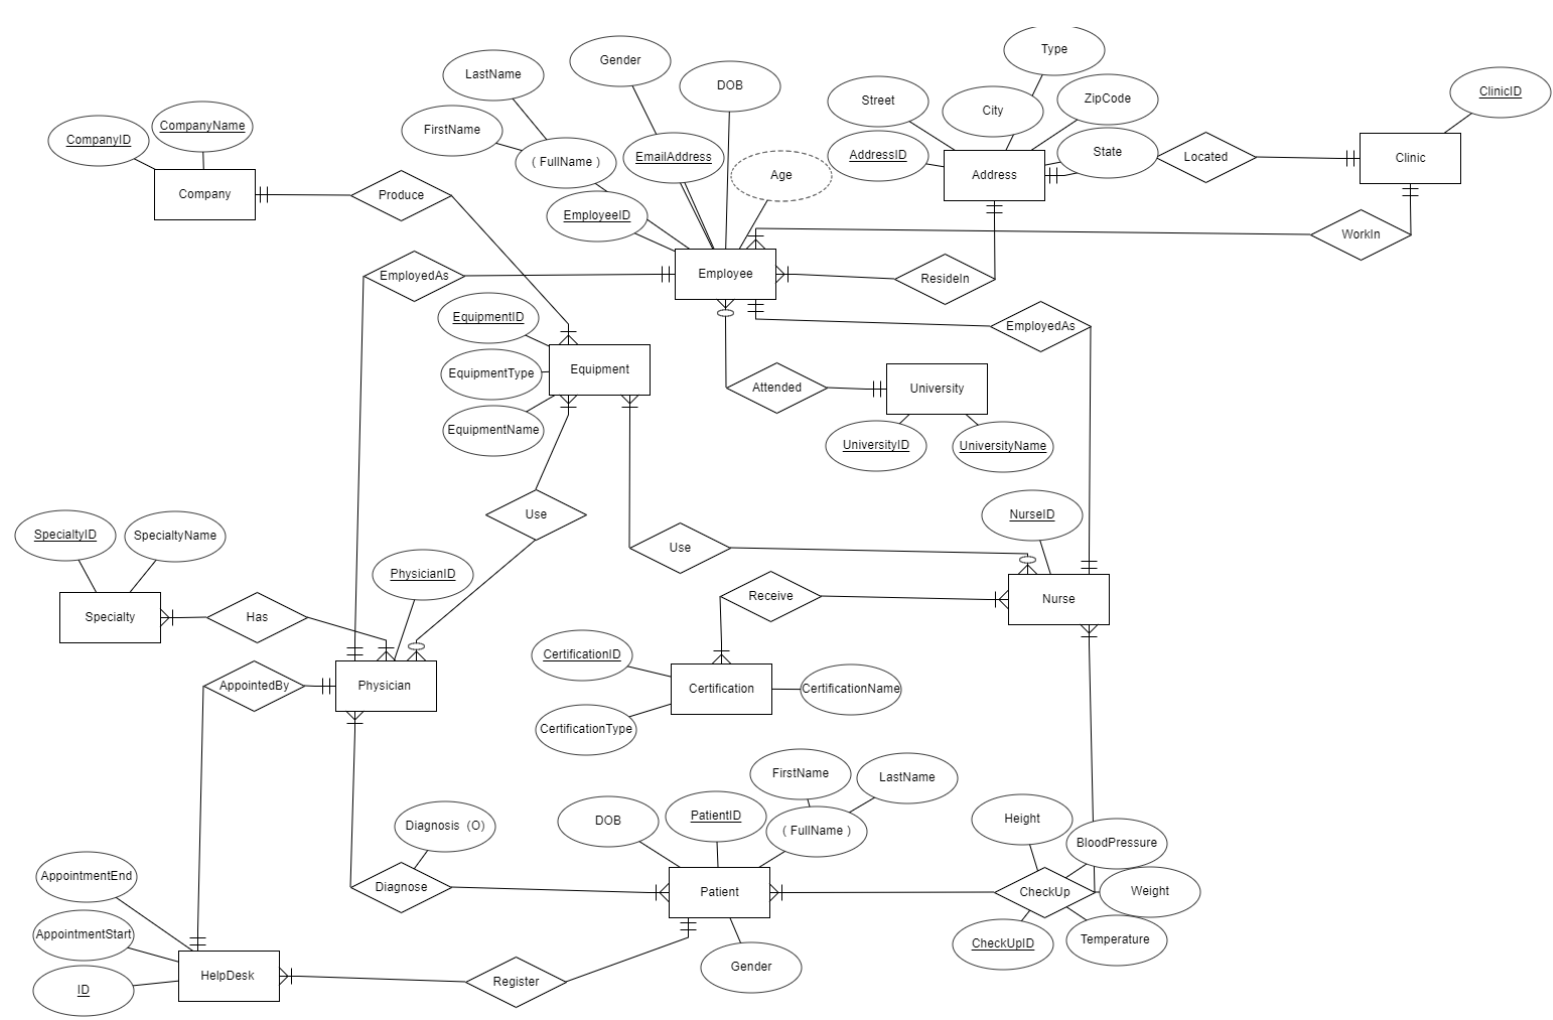 Type
Gender
LastName
DOB
ClinicID
Street
City
ZipCode
CompanyID
CompanyName
FirstName
( FullName )
EmailAddress
AddressID
State
Located
Clinic
Age
Address
Company
Produce
EmployeeID
WorkIn
EmployedAs
Employee
ResideIn
EquipmentID
EmployedAs
Equipment
EquipmentType
Attended
University
EquipmentName
UniversityID
UniversityName
Use
NurseID
SpecialtyID
SpecialtyName
Use
PhysicianID
Receive
Nurse
Specialty
Has
CertificationID
AppointedBy
Physician
Certification
CertificationName
CertificationType
FirstName
LastName
Diagnosis (O)
DOB
PatientID
( FullName )
Height
BloodPressure
AppointmentEnd
Diagnose
Patient
CheckUp
Weight
AppointmentStart
CheckUpID
Temperature
HelpDesk
Gender
Register
ID